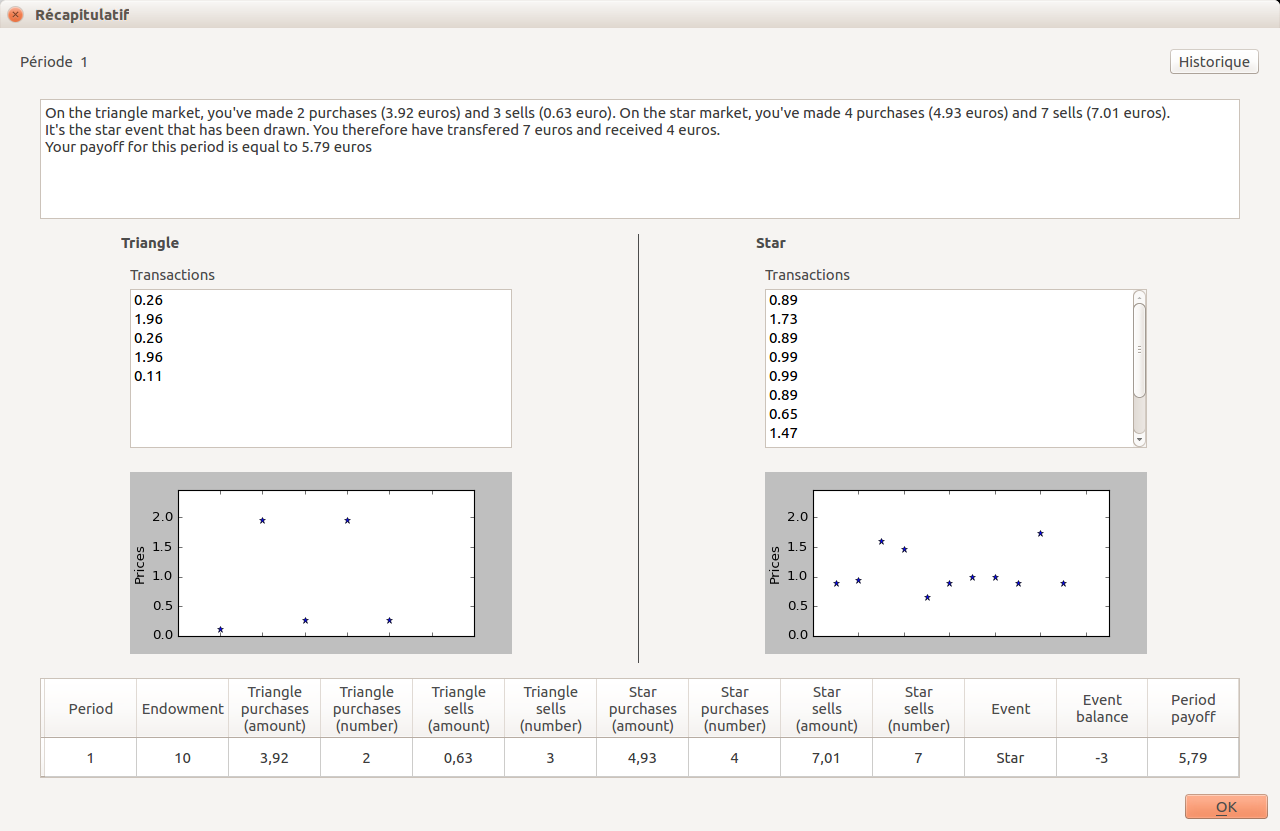 Récapitulatif
Période 1
Historique
On the triangle market, you've made 2 purchases (3.92 euros) and 3 sells (0.63 euro). On the star market, you've made 4 purchases (4.93 euros) and 7 sells (7.01 euros).
It's the star event that has been drawn. You therefore have transfered 7 euros and received 4 euros.
Your payoff for this period is equal to 5.79 euros
Triangle
Transactions
0.26
1.96
0.26
1.96
0.11
2.0
1.5
1.0
0.5
0.0
Prices
Star
Transactions
0.89
1.73
0.89
0.99
0.99
0.89
0.65
1.47
2.0
1.5
1.0
0.5
0.0
Prices
Period Endowment Triangle purchases (amount) Triangle purchases (number) Triangle sells (amount) Triangle sells (number) Star purchases (amount) Star purchases (number) Star sells (amount) Star sells (number) Event Event balance Period payoff
1 10 3,92 2 0,63 3 4,93 4 7,01 7 Star -3 5,79
OK